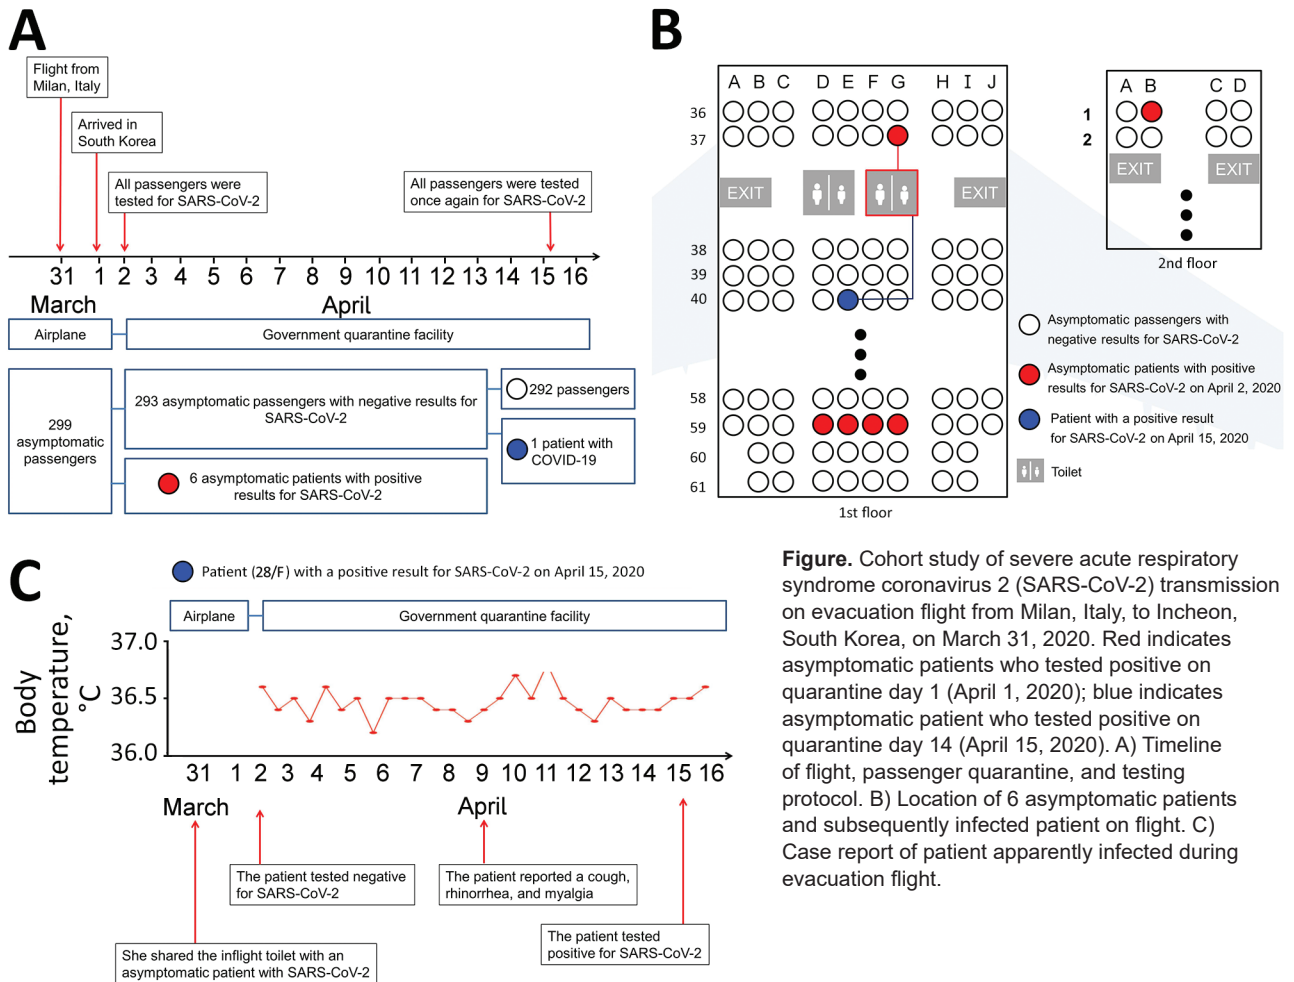 A
Flight from
Milan, Italy
Arrived in
South Korea
All passengers were
tested for SARS-CoV-2
All passengers were tested
once again for SARS-CoV-2
31 1 2 3 4 5 6 7 8 9 10 11 12 13 14 15 16
March April
Airplane Government quarantine facility
299
asymptomatic
passengers
293 asymptomatic passengers with negative results for
SARS-CoV-2
292 passengers
1 patient with
COVID-19
6 asymptomatic patients with positive
results for SARS-CoV-2
B
A B C D E F G H I J
36
37
EXIT EXIT
38
39
40
58
59
60
61
1st floor
A B C D
1
2
EXIT EXIT
2nd floor
Asymptomatic passengers with
negative results for SARS-CoV-2
Asymptomatic patients with positive
results for SARS-CoV-2 on April 2, 2020
Patient with a positive result
for SARS-CoV-2 on April 15, 2020
Toilet
C
Patient (28/F) with a positive result for SARS-CoV-2 on April 15, 2020
Airplane Government quarantine facility
Body
temperature,
°C
37.0
36.5
36.0
31 1 2 3 4 5 6 7 8 9 10 11 12 13 14 15 16
March April
The patient tested negative
for SARS-CoV-2
The patient reported a cough,
rhinorrhea, and myalgia
The patient tested
positive for SARS-CoV-2
She shared the inflight toilet with an
asymptomatic patient with SARS-CoV-2
Figure. Cohort study of severe acute respiratory
syndrome coronavirus 2 (SARS-CoV-2) transmission
on evacuation flight from Milan, Italy, to Incheon,
South Korea, on March 31, 2020. Red indicates
asymptomatic patients who tested positive on
quarantine day 1 (April 1, 2020); blue indicates
asymptomatic patient who tested positive on
quarantine day 14 (April 15, 2020). A) Timeline
of flight, passenger quarantine, and testing
protocol. B) Location of 6 asymptomatic patients
and subsequently infected patient on flight. C)
Case report of patient apparently infected during
evacuation flight.